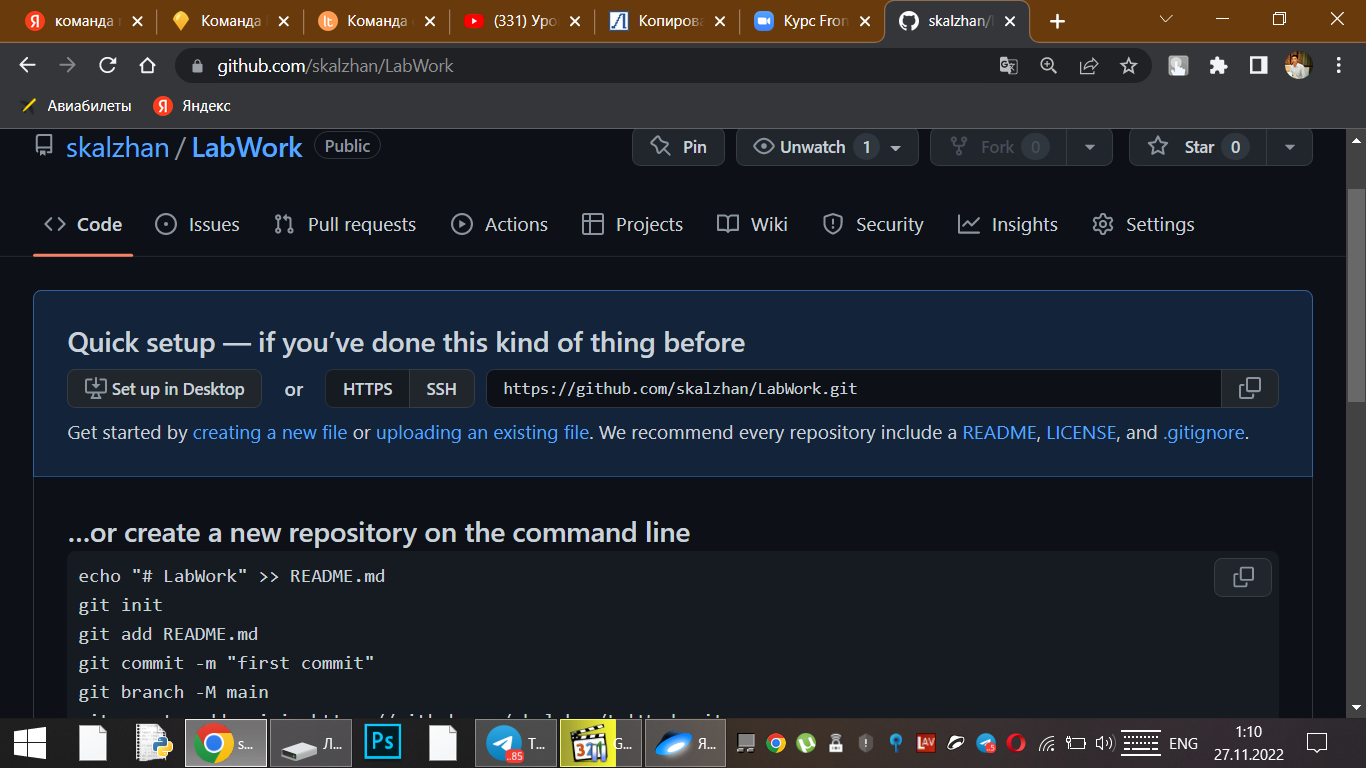 команда
Команда
Команда
(331) Уро
Копирова
Курс Fron
skalzhan/
github.com/skalzhan/LabWork
Авиабилеты
Яндекс
skalzhan / LabWork Public
Pin
Unwatch 1
Fork 0
Star 0
Code
Issues
Pull requests
Actions
Projects
Wiki
Security
Insights
Settings
Quick setup — if you’ve done this kind of thing before
Set up in Desktop or HTTPS SSH https://github.com/skalzhan/LabWork.git
Get started by creating a new file or uploading an existing file. We recommend every repository include a README, LICENSE, and .gitignore.
…or create a new repository on the command line
echo "# LabWork" >> README.md
git init
git add README.md
git commit -m "first commit"
git branch -M main
s...
Л...
Ps
..85
T...
321
G...
Я...
LAV
ENG
1:10
27.11.2022